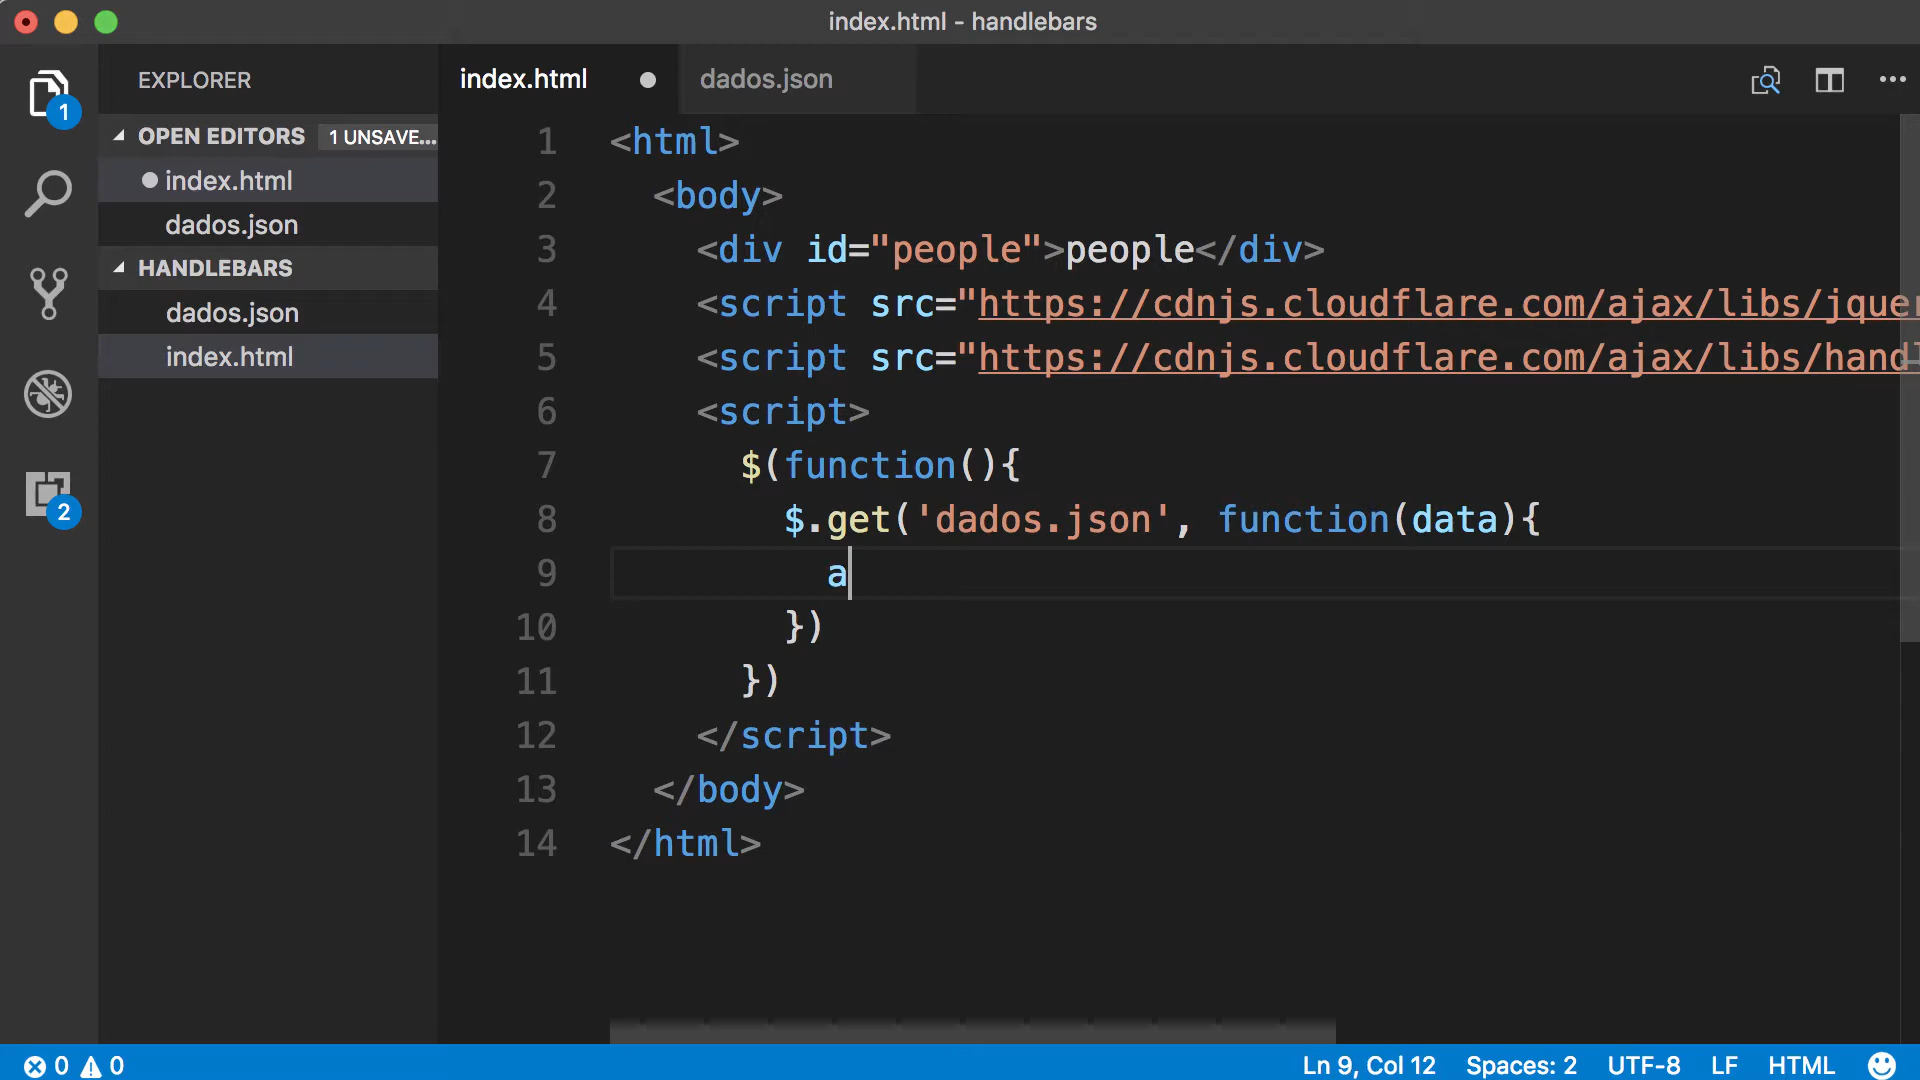 index.html - handlebars
EXPLORER
index.html
dados.json
1
OPEN EDITORS 1 UNSAVE...
index.html
dados.json
HANDLEBARS
dados.json
index.html
2
1 <html>
2 <body>
3 <div id="people">people</div>
4 <script src="https://cdnjs.cloudflare.com/ajax/libs/jquer
5 <script src="https://cdnjs.cloudflare.com/ajax/libs/handl
6 <script>
7 $(function(){
8 $.get('dados.json', function(data){
9 a
10 })
11 })
12 </script>
13 </body>
14 </html>
0 0
Ln 9, Col 12 Spaces: 2 UTF-8 LF HTML